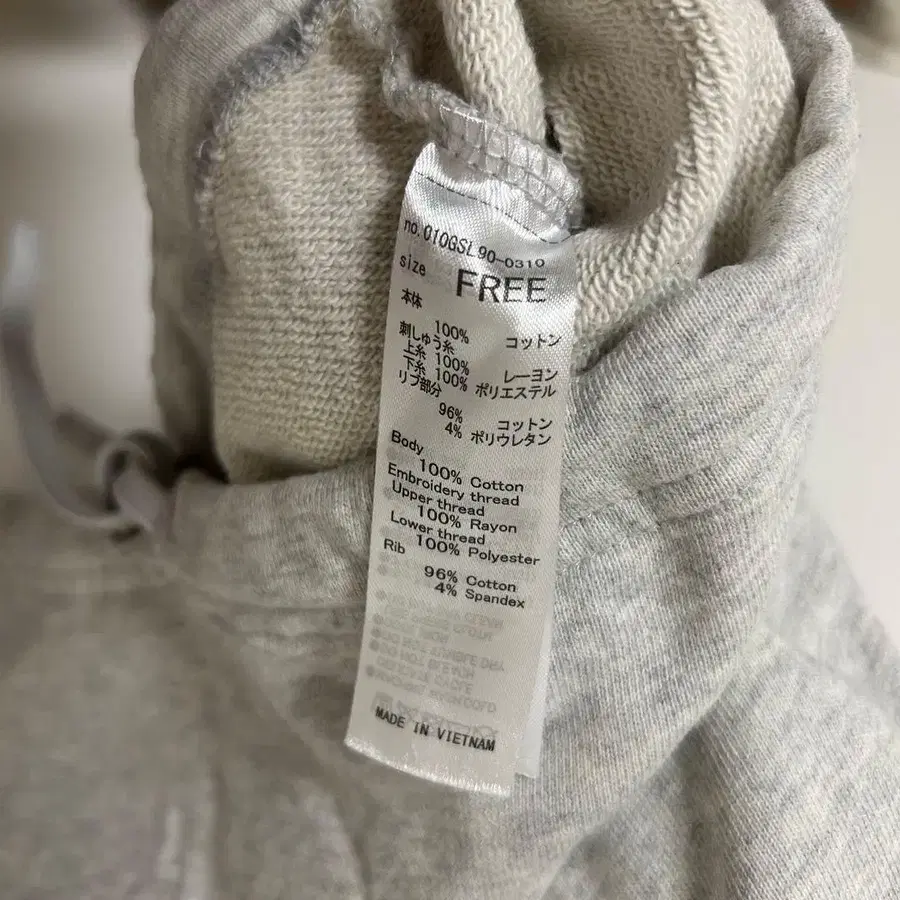 no.010GSL90-0310
size FREE
本体
100% コットン
刺しゅう糸
上糸 100% レーヨン
下糸 100% ポリエステル
リブ部分
96% コットン
4% ポリウレタン
Body
100% Cotton
Embroidery thread
Upper thread
100% Rayon
Lower thread
100% Polyester
Rib
96% Cotton
4% Spandex
MADE IN VIETNAM